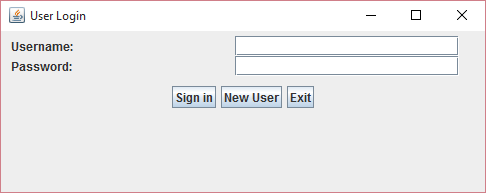 User Login
Username:
Password:
Sign in New User Exit